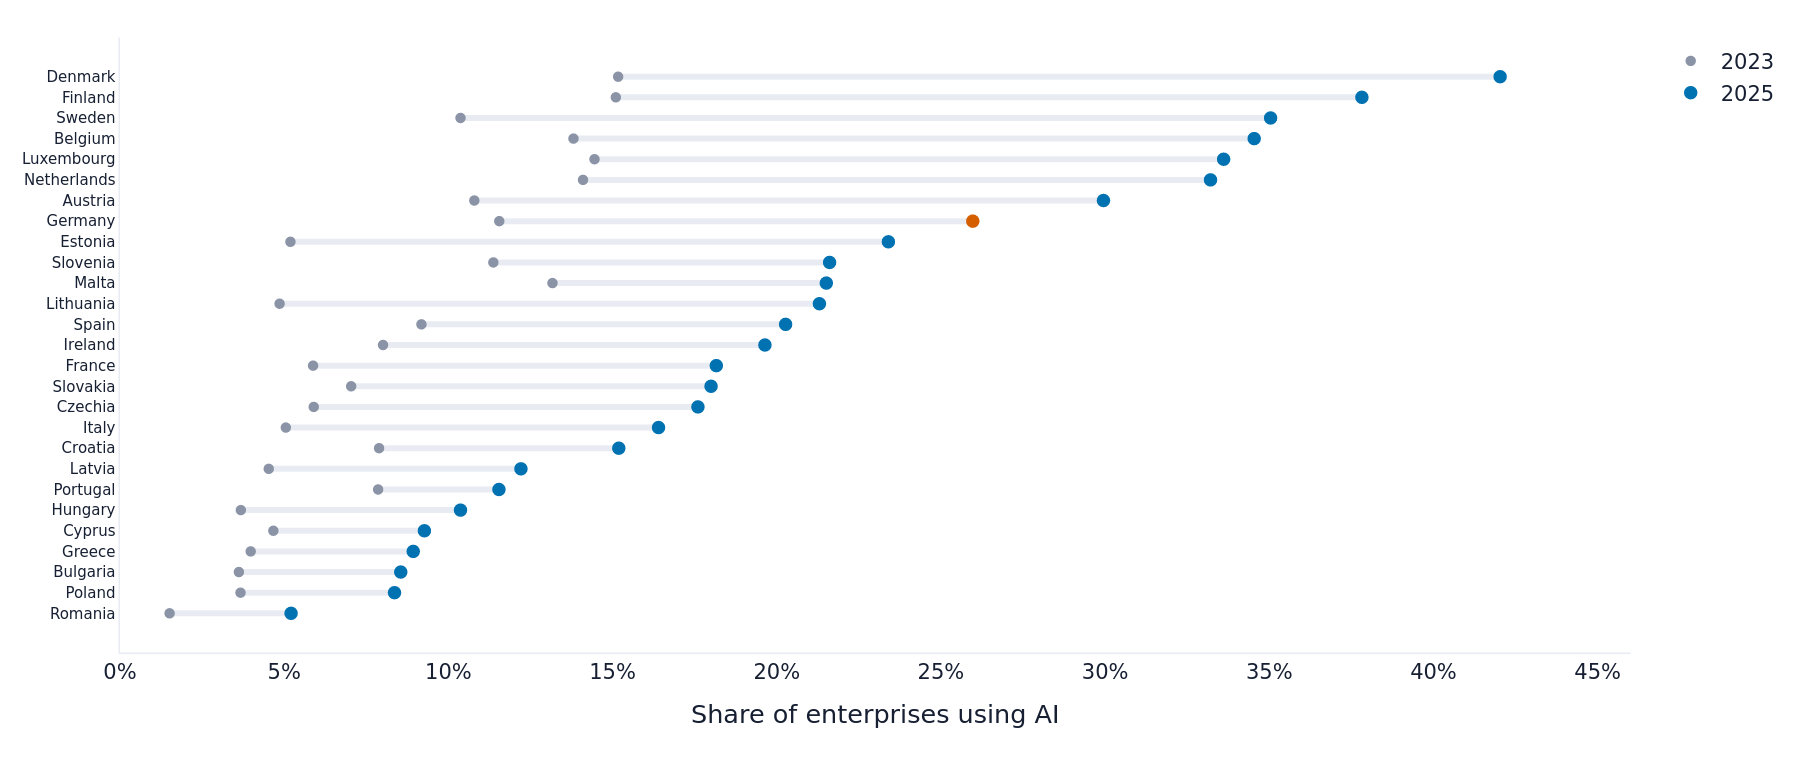 2023
2025
Denmark
Finland
Sweden
Belgium
Luxembourg
Netherlands
Austria
Germany
Estonia
Slovenia
Malta
Lithuania
Spain
Ireland
France
Slovakia
Czechia
Italy
Croatia
Latvia
Portugal
Hungary
Cyprus
Greece
Bulgaria
Poland
Romania
0% 5% 10% 15% 20% 25% 30% 35% 40% 45%
Share of enterprises using AI